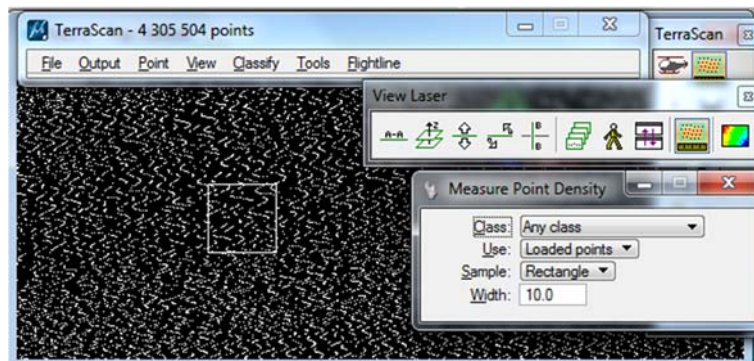 TerraScan - 4 305 504 points
TerraScan
File Output Point View Classify Tools Flightline
View Laser
A-A
Z
B
B
Measure Point Density
Class: Any class
Use: Loaded points
Sample: Rectangle
Width: 10.0